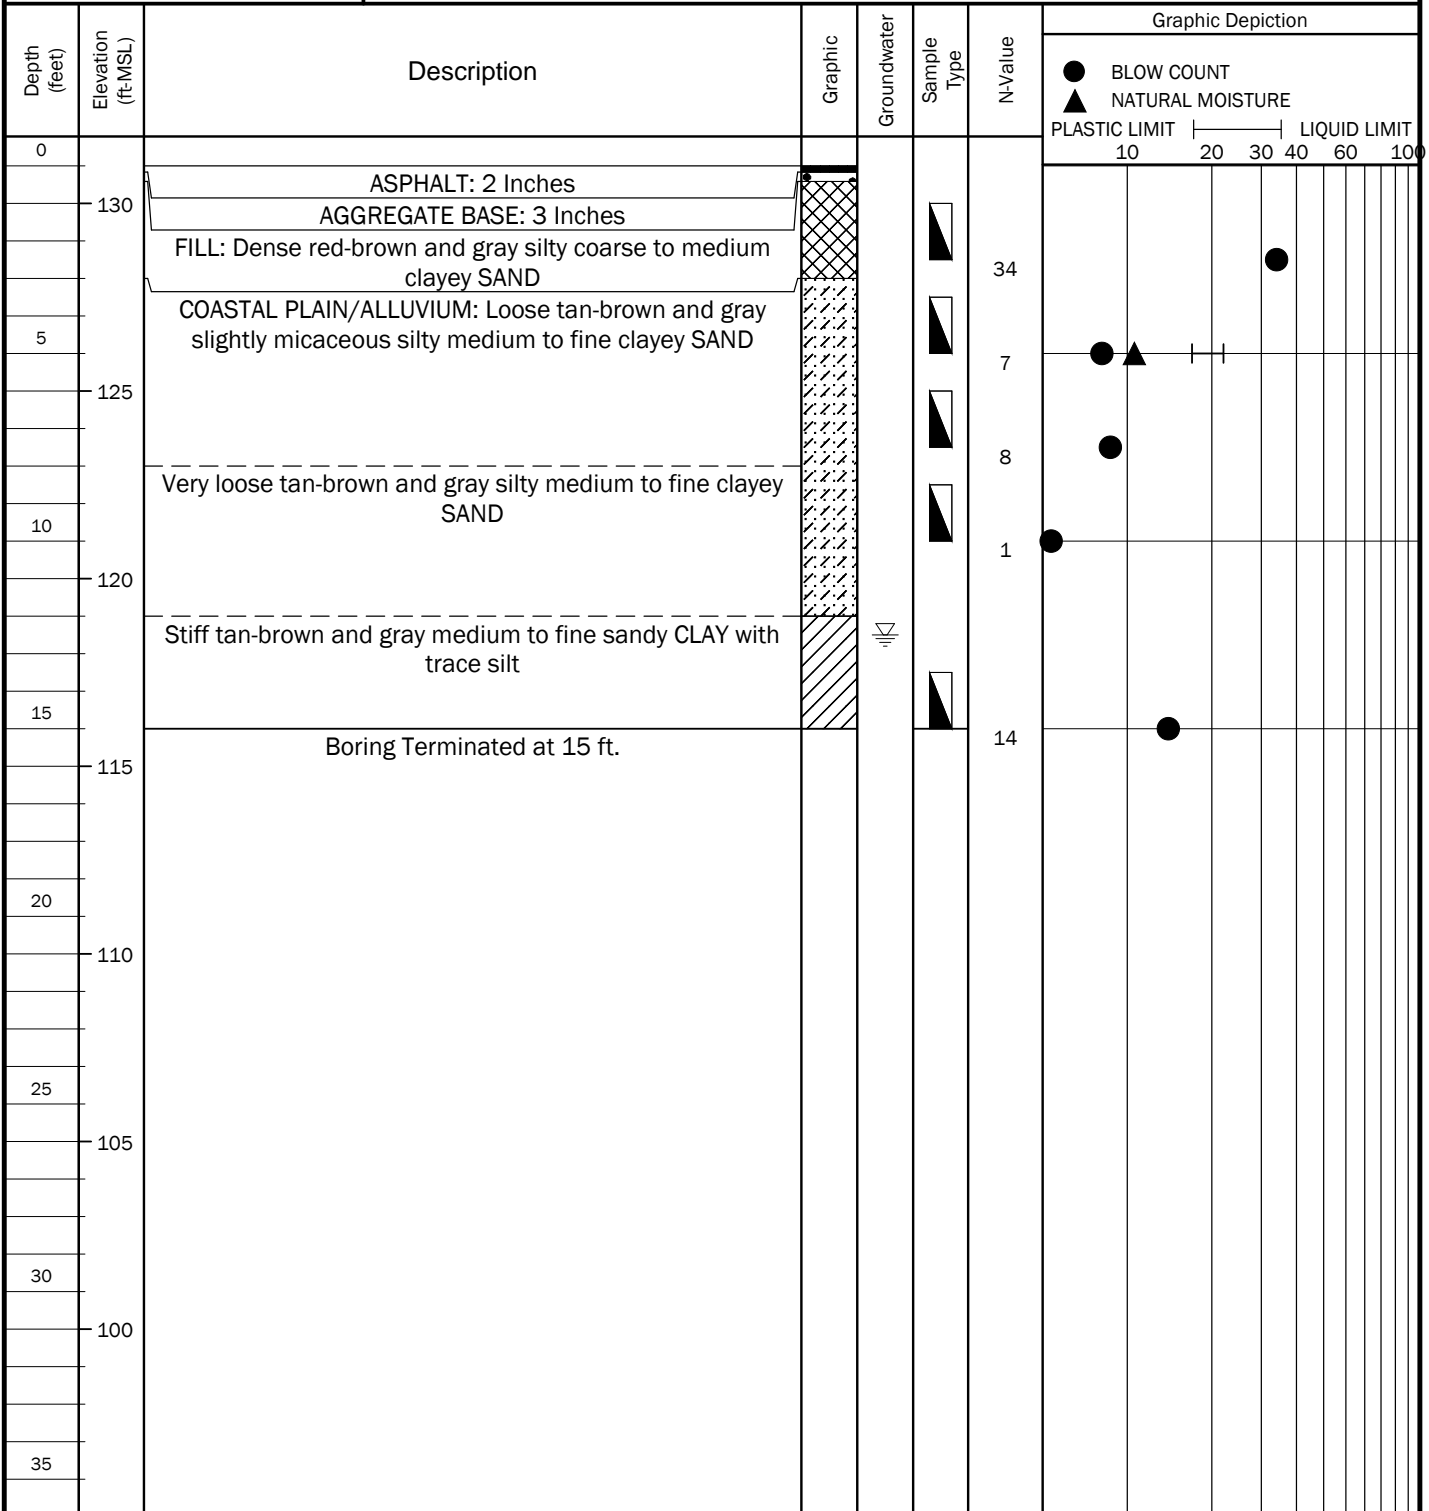 Depth
(feet)
Elevation
(ft-MSL)
Description
Graphic
Groundwater
Sample
Type
N-Value
Graphic Depiction
BLOW COUNT
NATURAL MOISTURE
PLASTIC LIMIT LIQUID LIMIT
10 20 30 40 60 100
0
ASPHALT: 2 Inches
130
AGGREGATE BASE: 3 Inches
FILL: Dense red-brown and gray silty coarse to medium
clayey SAND
34
COASTAL PLAIN/ALLUVIUM: Loose tan-brown and gray
slightly micaceous silty medium to fine clayey SAND
5
7
125
8
Very loose tan-brown and gray silty medium to fine clayey
SAND
10
1
120
Stiff tan-brown and gray medium to fine sandy CLAY with
trace silt
15
14
Boring Terminated at 15 ft.
115
20
110
25
105
30
100
35